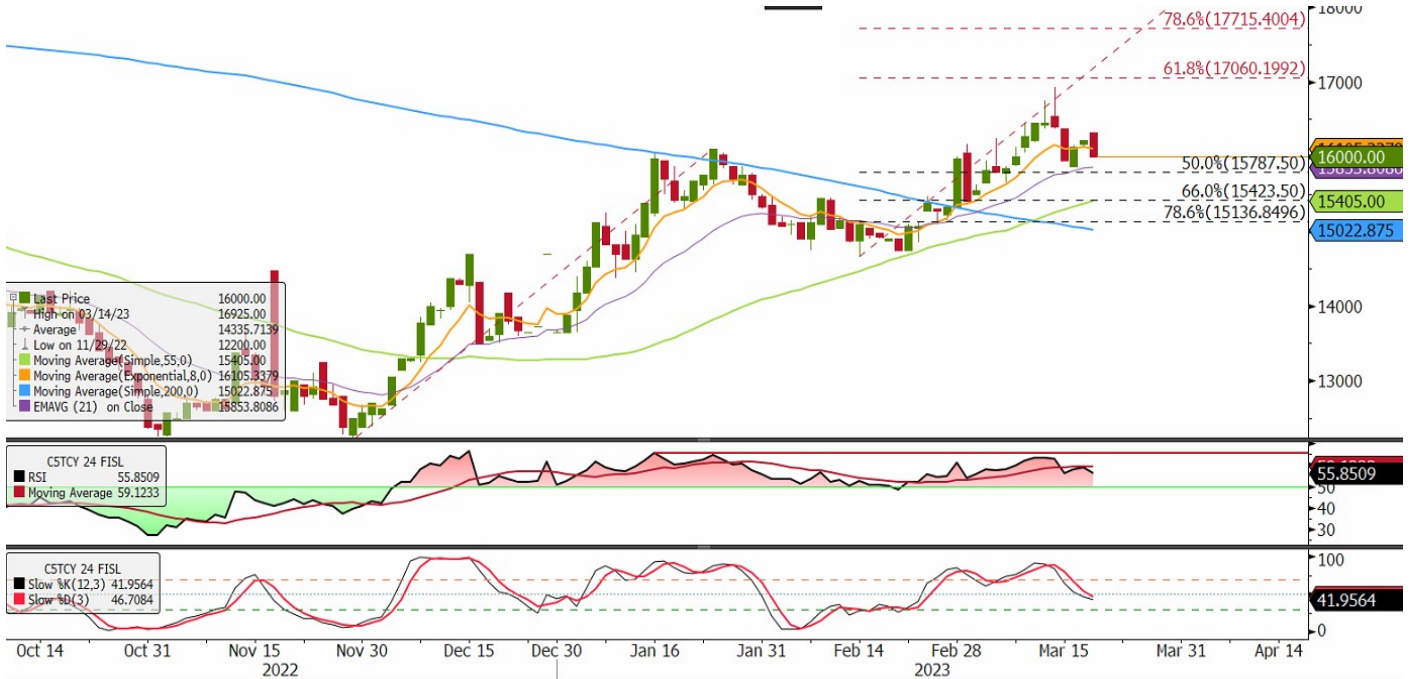 18000
78.6%(17715.4004)
61.8%(17060.1992)
17000
16105.3379
16000.00
50.0%(15787.50)
15853.8086
66.0%(15423.50)
15405.00
78.6%(15136.8496)
15022.875
14000
13000
Last Price 16000.00
High on 03/14/23 16925.00
Average 14335.7139
Low on 11/29/22 12200.00
Moving Average(Simple,55,0) 15405.00
Moving Average(Exponential,8,0) 16105.3379
Moving Average(Simple,200,0) 15022.875
EMAVG (21) on Close 15853.8086
C5TCY 24 FISL
RSI 55.8509
Moving Average 59.1233
55.8509
50
40
30
C5TCY 24 FISL
Slow %K(12,3) 41.9564
Slow %D(3) 46.7084
100
41.9564
0
Oct 14 Oct 31 Nov 15 Nov 30 Dec 15 Dec 30 Jan 16 Jan 31 Feb 14 Feb 28 Mar 15 Mar 31 Apr 14
2022 2023